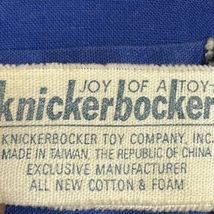 JOY OF A TOY
knickerbocker
KNICKERBOCKER TOY COMPANY, INC.
MADE IN TAIWAN, THE REPUBLIC OF CHINA
EXCLUSIVE MANUFACTURER
ALL NEW COTTON & FOAM